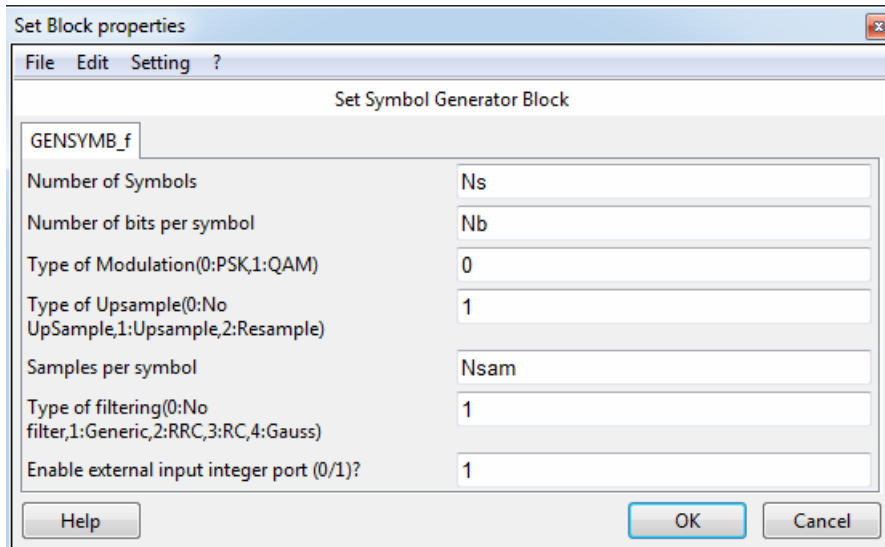 Set Block properties
File Edit Setting ?
Set Symbol Generator Block
GENSYMB_f
Number of Symbols Ns
Number of bits per symbol Nb
Type of Modulation(0:PSK,1:QAM) 0
Type of Upsample(0:No 1
UpSample,1:Upsample,2:Resample)
Samples per symbol Nsam
Type of filtering(0:No 1
filter,1:Generic,2:RRC,3:RC,4:Gauss)
Enable external input integer port (0/1)? 1
Help OK Cancel